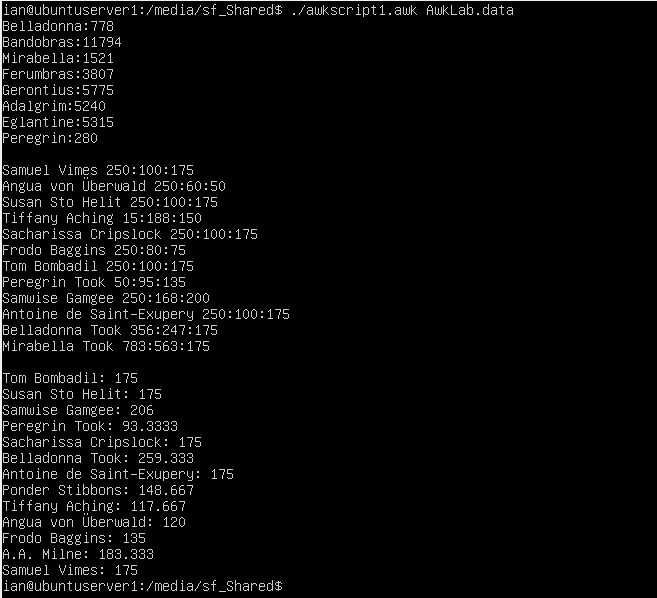 ian@ubuntuserver1:/media/sf_Shared$ ./awkscript1.awk AwkLab.data
Belladonna:778
Bandobras:11794
Mirabella:1521
Ferumbras:3807
Gerontius:5775
Adalgrim:5240
Eglantine:5315
Peregrin:280
Samuel Vimes 250:100:175
Angua von Überwald 250:60:50
Susan Sto Helit 250:100:175
Tiffany Aching 15:188:150
Sacharissa Cripslock 250:100:175
Frodo Baggins 250:80:75
Tom Bombadil 250:100:175
Peregrin Took 50:95:135
Samwise Gamgee 250:168:200
Antoine de Saint-Exupery 250:100:175
Belladonna Took 356:247:175
Mirabella Took 783:563:175
Tom Bombadil: 175
Susan Sto Helit: 175
Samwise Gamgee: 206
Peregrin Took: 93.3333
Sacharissa Cripslock: 175
Belladonna Took: 259.333
Antoine de Saint-Exupery: 175
Ponder Stibbons: 148.667
Tiffany Aching: 117.667
Angua von Überwald: 120
Frodo Baggins: 135
A.A. Milne: 183.333
Samuel Vimes: 175
ian@ubuntuserver1:/media/sf_Shared$